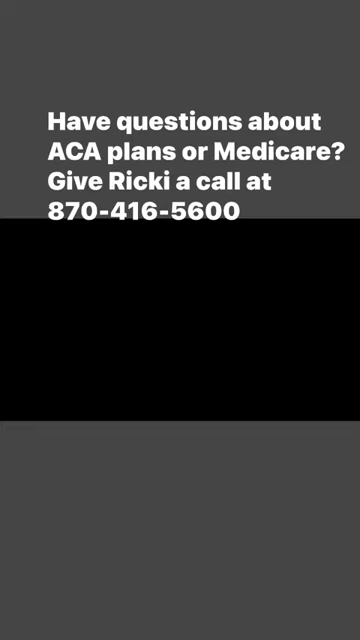 Have questions about
ACA plans or Medicare?
Give Ricki a call at
870-416-5600